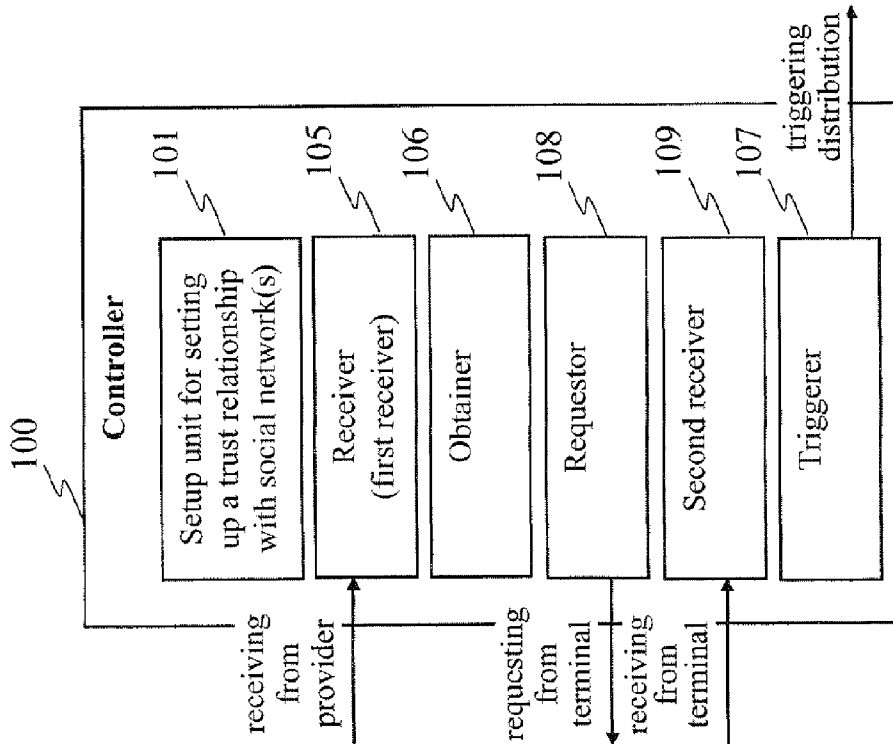 100
Controller
Setup unit for setting
up a trust relationship
with social network(s)
101
receiving
from
provider
Receiver
(first receiver)
105
Obtainer
106
requesting
from
terminal
Requestor
108
receiving
from
terminal
Second receiver
109
Triggerer
107
triggering
distribution